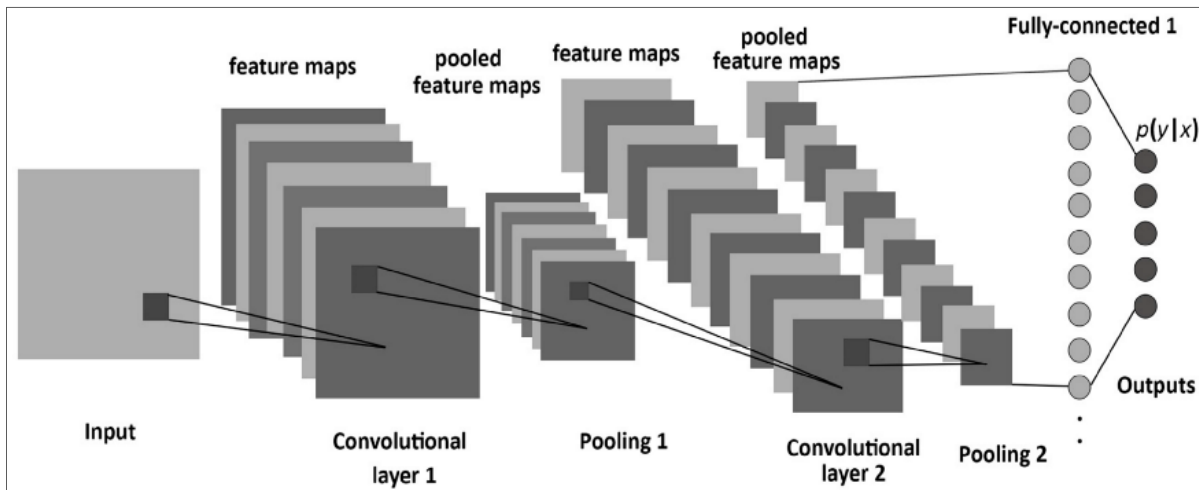 Fully-connected 1
feature maps
pooled
feature maps
feature maps
pooled
feature maps
p(y|x)
Input
Convolutional
layer 1
Pooling 1
Convolutional
layer 2
Pooling 2
Outputs